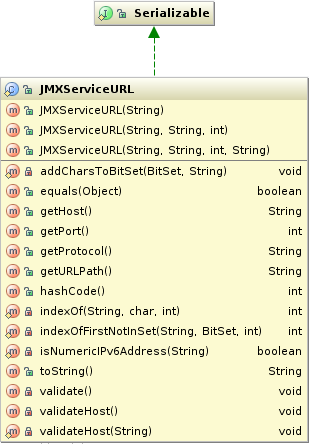 Serializable
JMXServiceURL
JMXServiceURL(String)
JMXServiceURL(String, String, int)
JMXServiceURL(String, String, int, String)
addCharsToBitSet(BitSet, String) void
equals(Object) boolean
getHost() String
getPort() int
getProtocol() String
getURLPath() String
hashCode() int
indexOf(String, char, int) int
indexOfFirstNotInSet(String, BitSet, int) int
isNumericIPv6Address(String) boolean
toString() String
validate() void
validateHost() void
validateHost(String) void